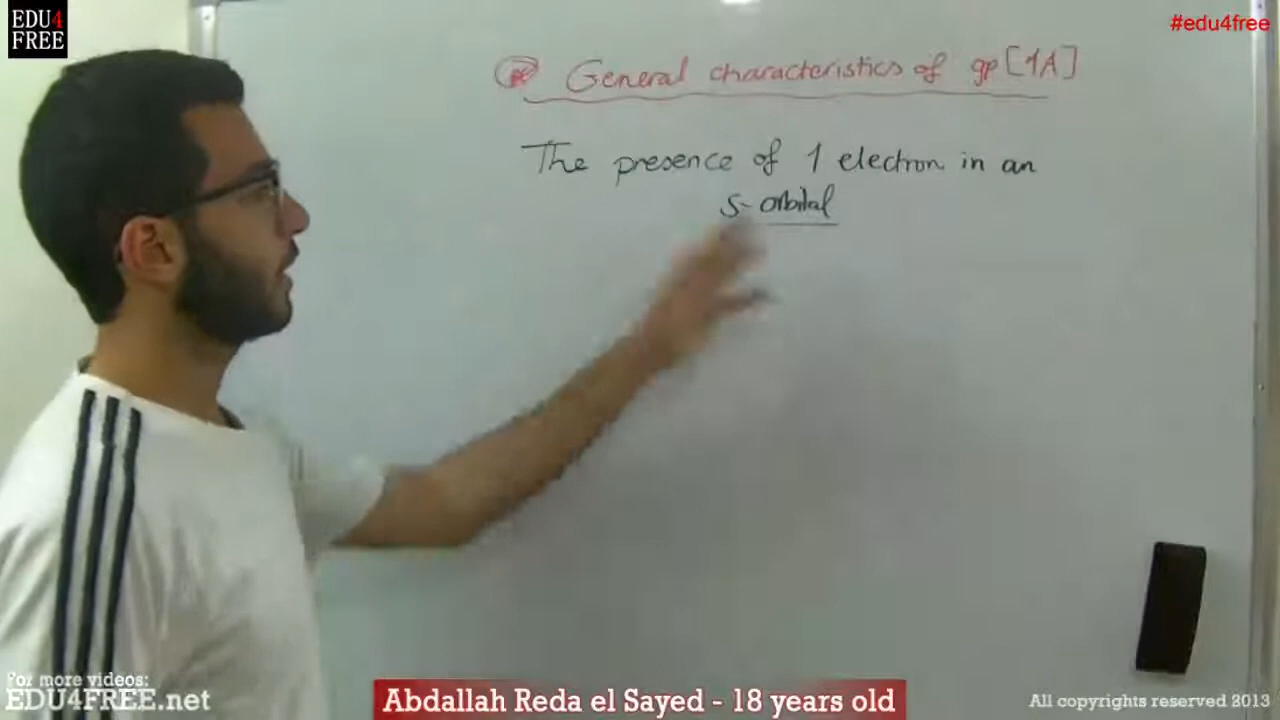 EDU4
FREE
#edu4free
General characteristics of gp [1A]
The presence of 1 electron in an
s-orbital
For more videos:
EDU4FREE.net
Abdallah Reda el Sayed - 18 years old
All copyrights reserved 2013